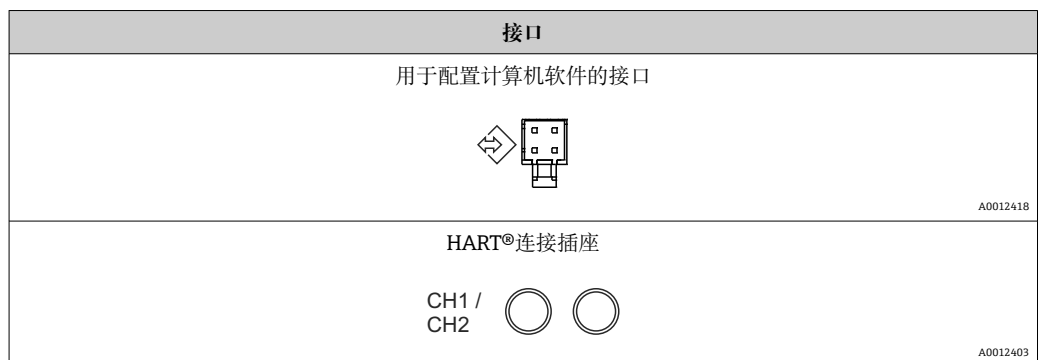 接口
用于配置计算机软件的接口
A0012418
HART®连接插座
CH1 /
CH2
A0012403